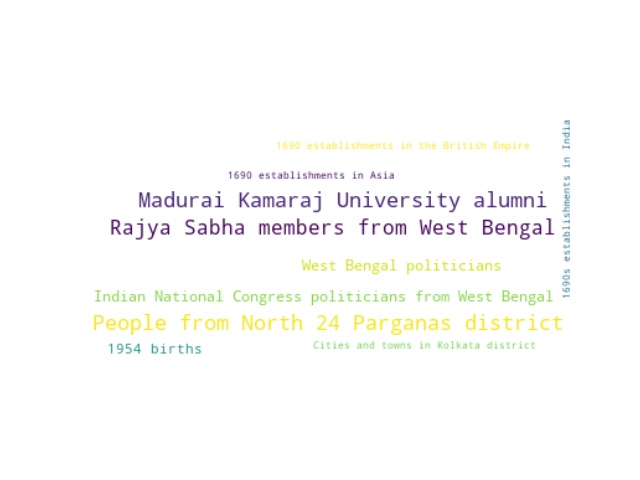 1690 establishments in the British Empire
1690 establishments in Asia
1690s establishments in India
Madurai Kamaraj University alumni
Rajya Sabha members from West Bengal
West Bengal politicians
Indian National Congress politicians from West Bengal
People from North 24 Parganas district
1954 births
Cities and towns in Kolkata district